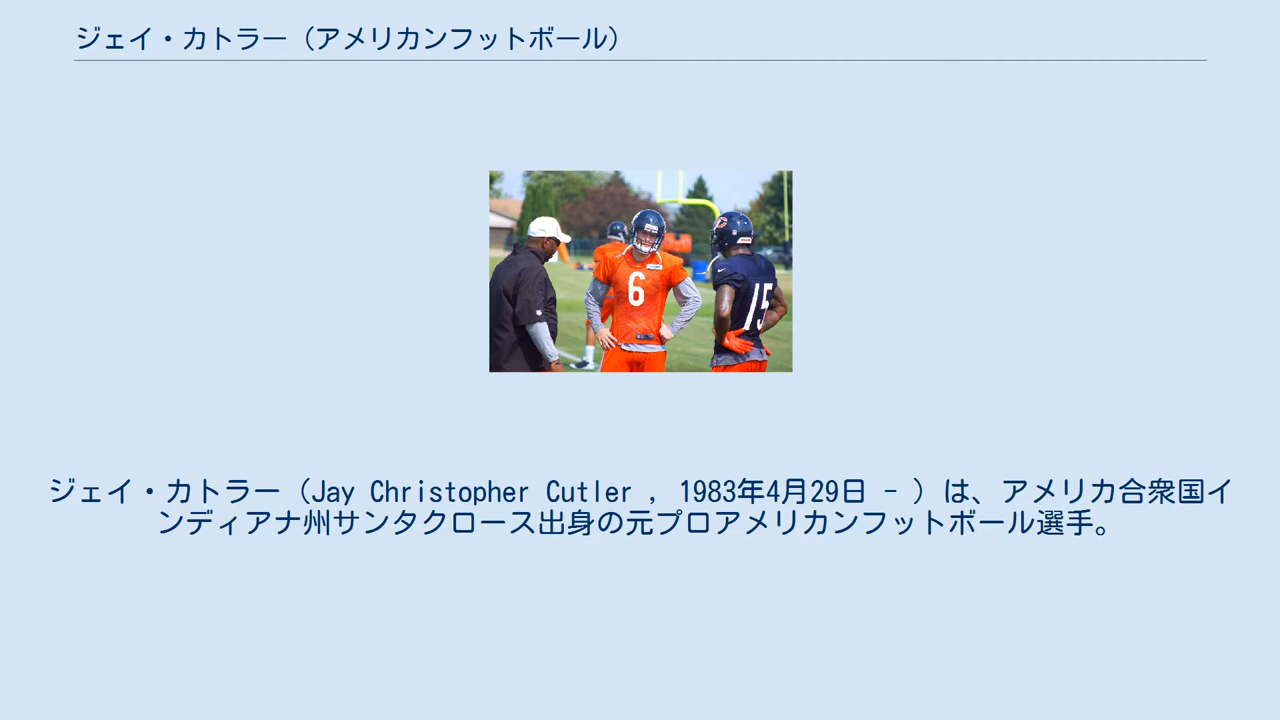 ジェイ・カトラー（アメリカンフットボール）
6
15
ジェイ・カトラー（Jay Christopher Cutler , 1983年4月29日 - ）は、アメリカ合衆国イ
ンディアナ州サンタクロース出身の元プロアメリカンフットボール選手。